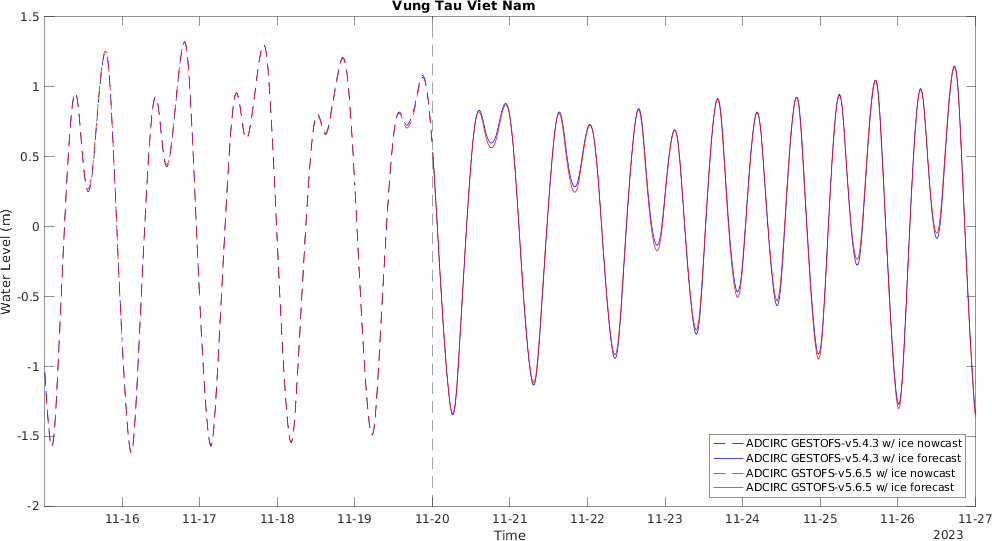 Vung Tau Viet Nam
Water Level (m)
1.5
1
0.5
0
-0.5
-1
-1.5
-2
ADCIRC GESTOFS-v5.4.3 w/ ice nowcast
ADCIRC GESTOFS-v5.4.3 w/ ice forecast
ADCIRC GSTOFS-v5.6.5 w/ ice nowcast
ADCIRC GSTOFS-v5.6.5 w/ ice forecast
11-16 11-17 11-18 11-19 11-20 11-21 11-22 11-23 11-24 11-25 11-26 11-27
Time
2023